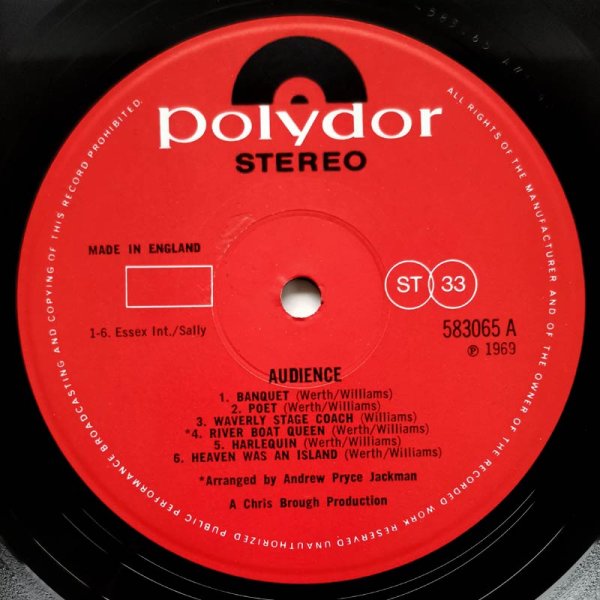 polydor
STEREO
MADE IN ENGLAND
ST 33
1-6. Essex Int./Sally
583065 A
℗ 1969
AUDIENCE
1. BANQUET (Werth/Williams)
2. POET (Werth/Williams)
3. WAVERLY STAGE COACH (Williams)
*4. RIVER BOAT QUEEN (Werth/Williams)
5. HARLEQUIN (Werth/Williams)
6. HEAVEN WAS AN ISLAND (Werth/Williams)
*Arranged by Andrew Pryce Jackman
A Chris Brough Production
ALL RIGHTS OF THE MANUFACTURER AND OF THE OWNER OF THE RECORDED WORK RESERVED UNAUTHORIZED PUBLIC PERFORMANCE BROADCASTING AND COPYING OF THIS RECORD PROHIBITED.